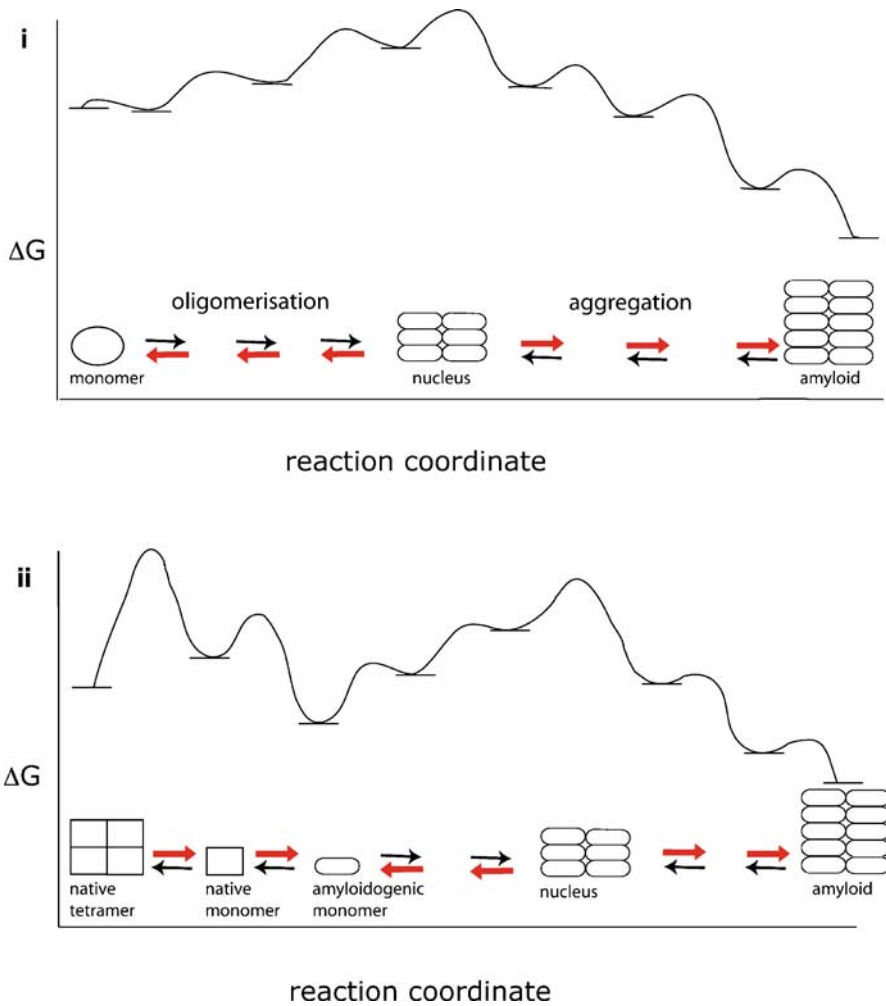 i
ΔG
oligomerisation
aggregation
monomer
nucleus
amyloid
reaction coordinate
ii
ΔG
native
tetramer
native
monomer
amyloidogenic
monomer
nucleus
amyloid
reaction coordinate